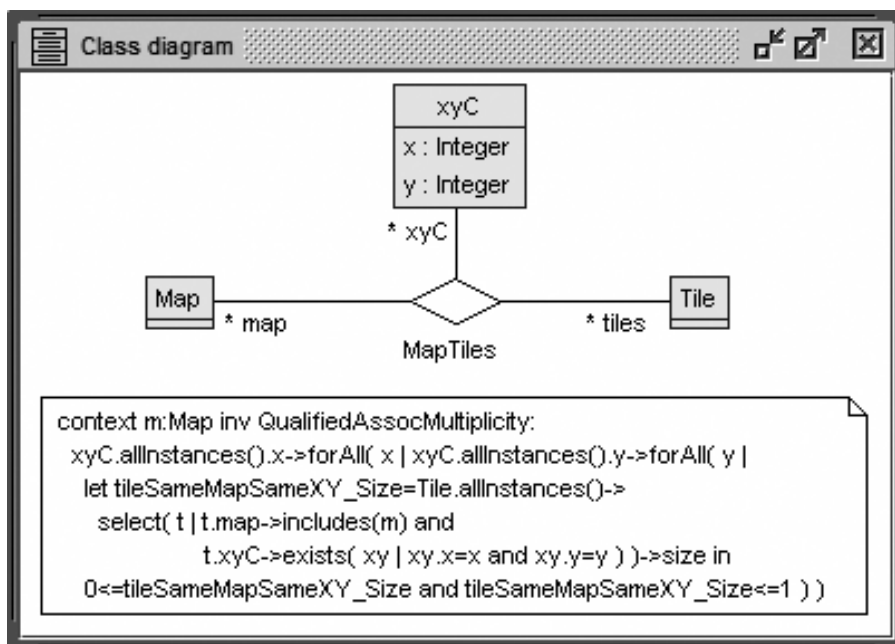 Class diagram
xyC
x : Integer
y : Integer
* xyC
Map
Tile
* map
* tiles
MapTiles
context m:Map inv QualifiedAssocMultiplicity:
xyC.allInstances().x->forAll( x | xyC.allInstances().y->forAll( y |
let tileSameMapSameXY_Size=Tile.allInstances()->
select( t | t.map->includes(m) and
t.xyC->exists( xy | xy.x=x and xy.y=y ) )->size in
0<=tileSameMapSameXY_Size and tileSameMapSameXY_Size<=1 ) )